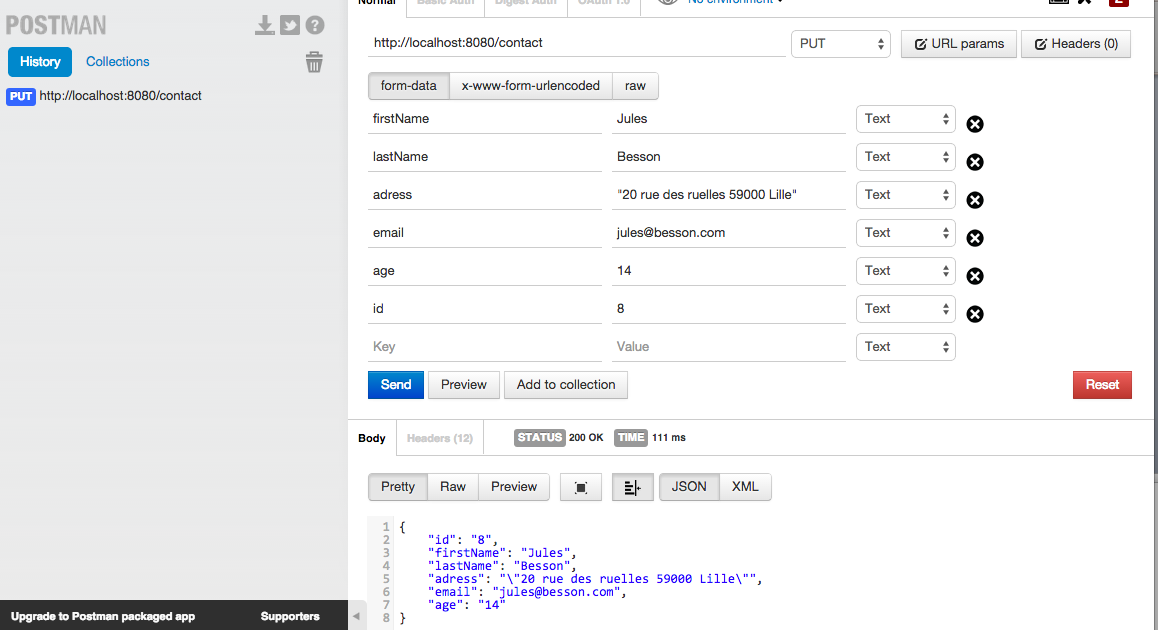 Normal Basic Auth Digest Auth OAuth 1.0 No environment
POSTMAN
History Collections
PUT http://localhost:8080/contact
http://localhost:8080/contact PUT URL params Headers (0)
form-data x-www-form-urlencoded raw
firstName Jules Text
lastName Besson Text
adress "20 rue des ruelles 59000 Lille" Text
email jules@besson.com Text
age 14 Text
id 8 Text
Key Value Text
Send Preview Add to collection Reset
Body Headers (12) STATUS 200 OK TIME 111 ms
Pretty Raw Preview JSON XML
1 {
2 "id": "8",
3 "firstName": "Jules",
4 "lastName": "Besson",
5 "adress": "\"20 rue des ruelles 59000 Lille\"",
6 "email": "jules@besson.com",
7 "age": "14"
8 }
Upgrade to Postman packaged app Supporters